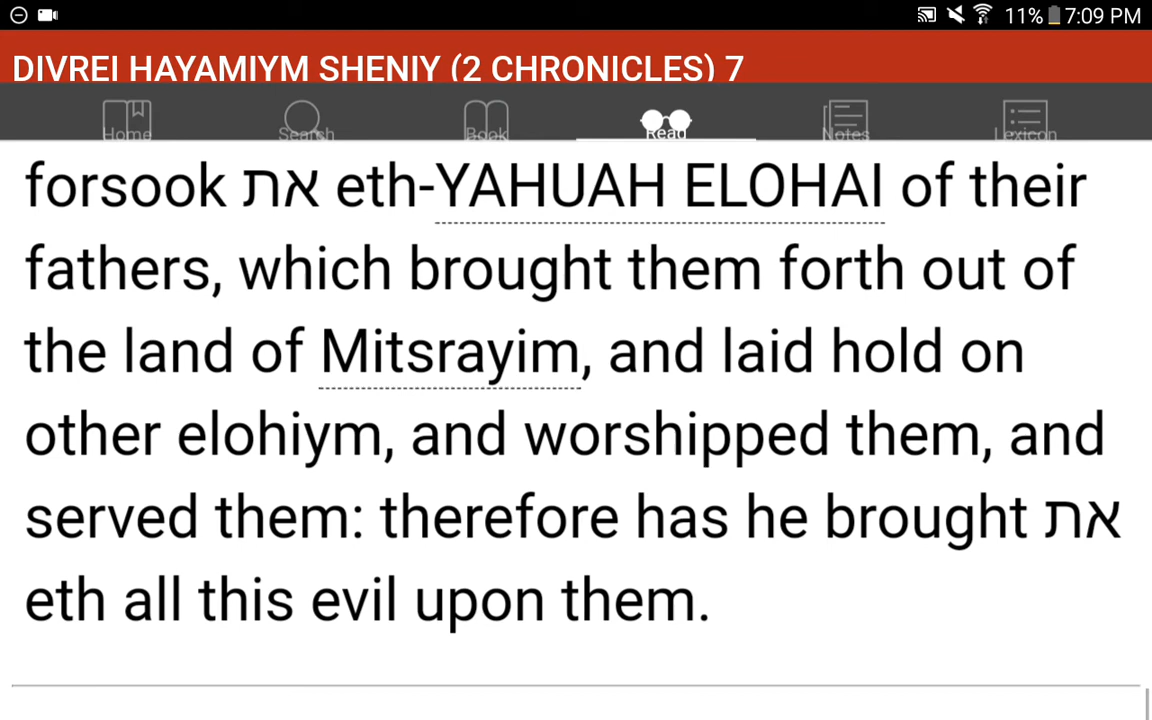 11% 7:09 PM
DIVREI HAYAMIYM SHENIY (2 CHRONICLES) 7
Home Search Book Read Notes Lexicon
forsook את eth-YAHUAH ELOHAI of their
fathers, which brought them forth out of
the land of Mitsrayim, and laid hold on
other elohiym, and worshipped them, and
served them: therefore has he brought את
eth all this evil upon them.